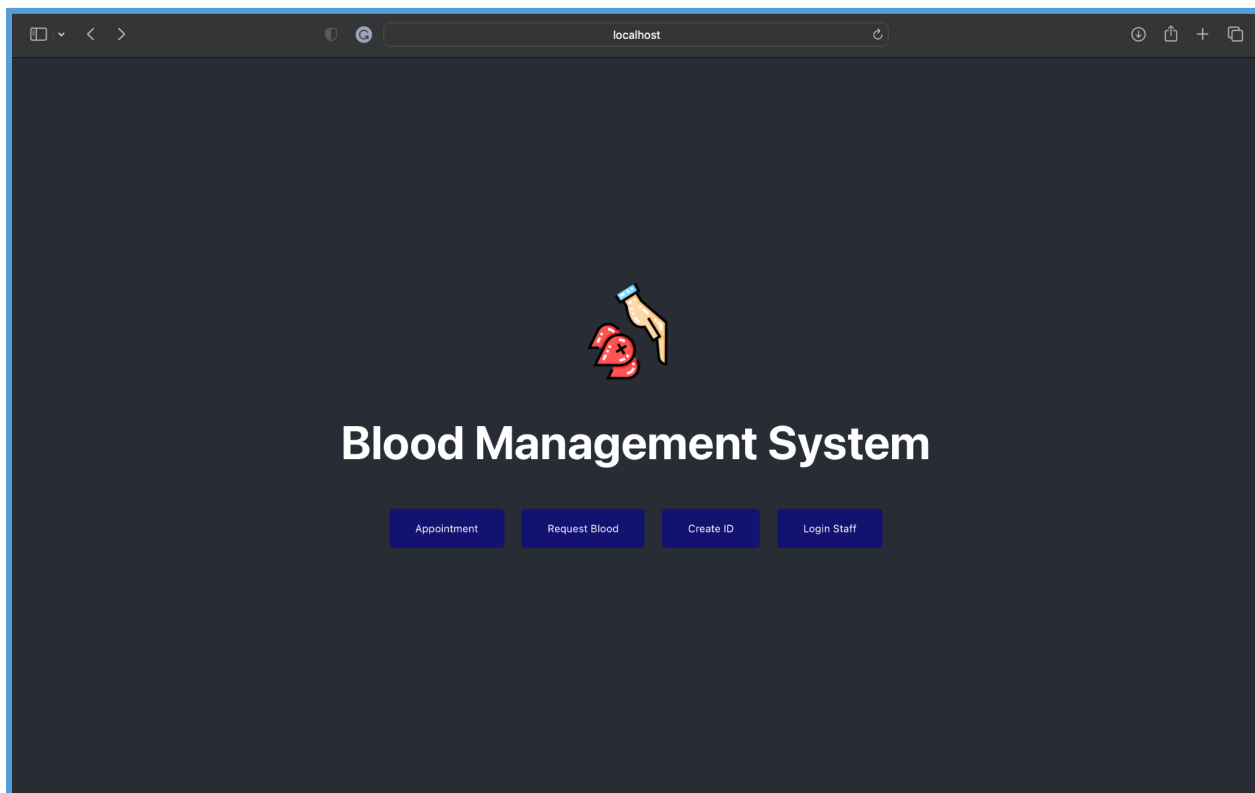 localhost
Blood Management System
Appointment Request Blood Create ID Login Staff